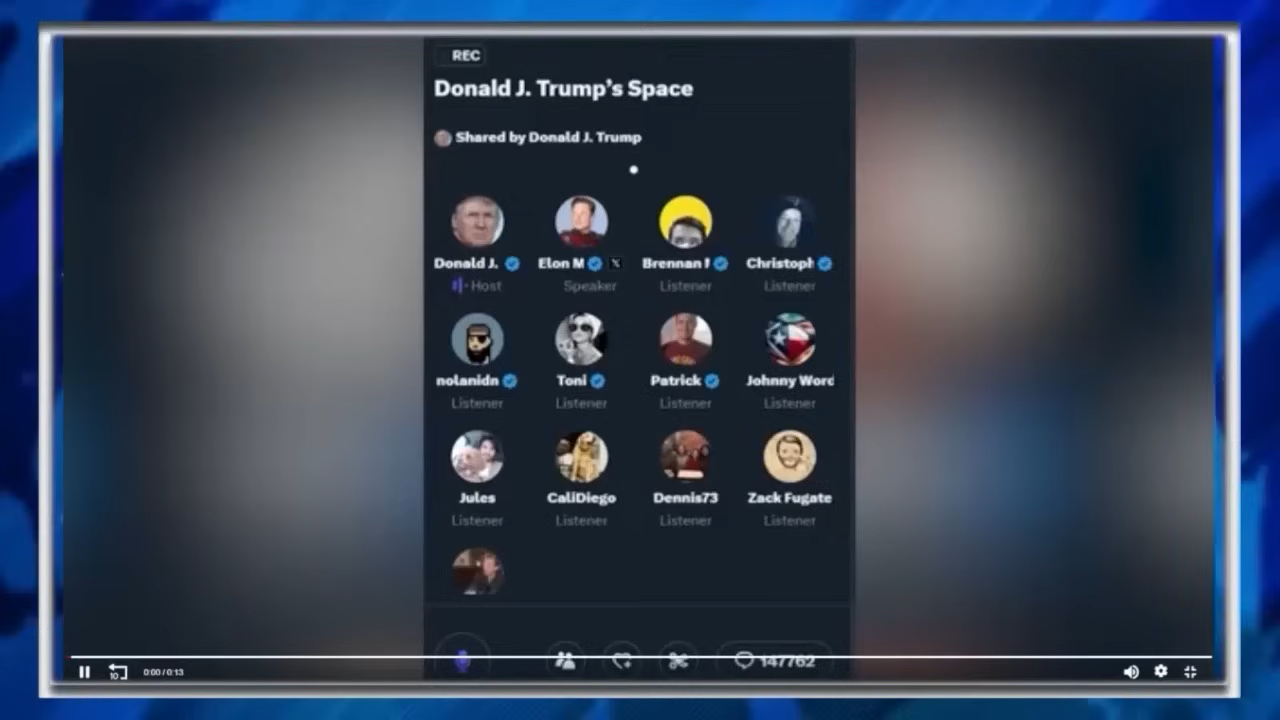 REC
Donald J. Trump's Space
Shared by Donald J. Trump
Donald J. Elon M X Brennan Christoph
Host Speaker Listener Listener
nolanidn Toni Patrick Johnny Word
Listener Listener Listener Listener
Jules CaliDiego Dennis73 Zack Fugate
Listener Listener Listener Listener
147762
10 0:00 / 0:13